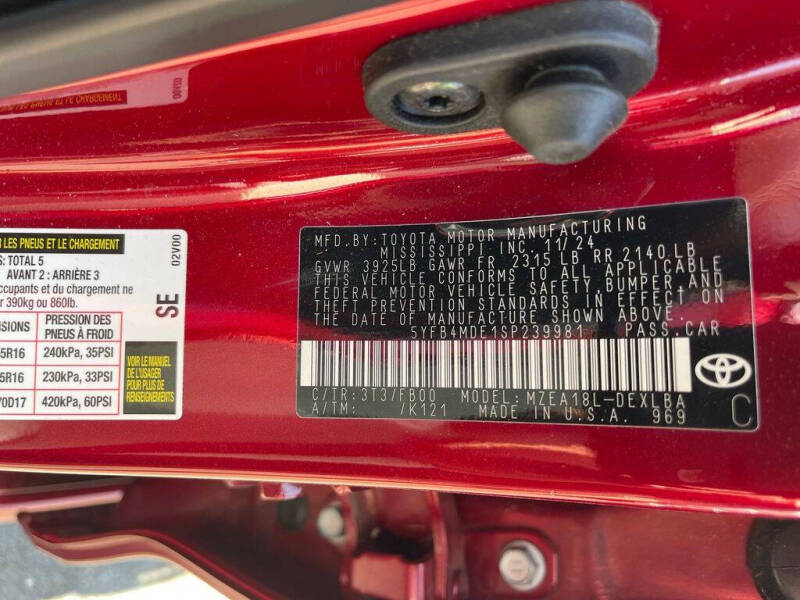 R LES PNEUS ET LE CHARGEMENT
S: TOTAL 5
AVANT 2 : ARRIÈRE 3
ccupants et du chargement ne
r 390kg ou 860lb.
NSIONS PRESSION DES PNEUS À FROID
5R16 240kPa, 35PSI
5R16 230kPa, 33PSI
70D17 420kPa, 60PSI
VOIR LE MANUEL
DE L'USAGER
POUR PLUS DE
RENSEIGNEMENTS
SE
02V00
MFD.BY:TOYOTA MOTOR MANUFACTURING
MISSISSIPPI, INC. 11/24
GVWR 3925LB GAWR FR 2315 LB RR 2140 LB
THIS VEHICLE CONFORMS TO ALL APPLICABLE
FEDERAL MOTOR VEHICLE SAFETY, BUMPER, AND
THEFT PREVENTION STANDARDS IN EFFECT ON
THE DATE OF MANUFACTURE SHOWN ABOVE.
5YFB4MDE1SP239981 PASS.CAR
C/TR: 3T3/FB00 MODEL: MZEA18L-DEXLBA
A/TM: /K121 MADE IN U.S.A. 969
C